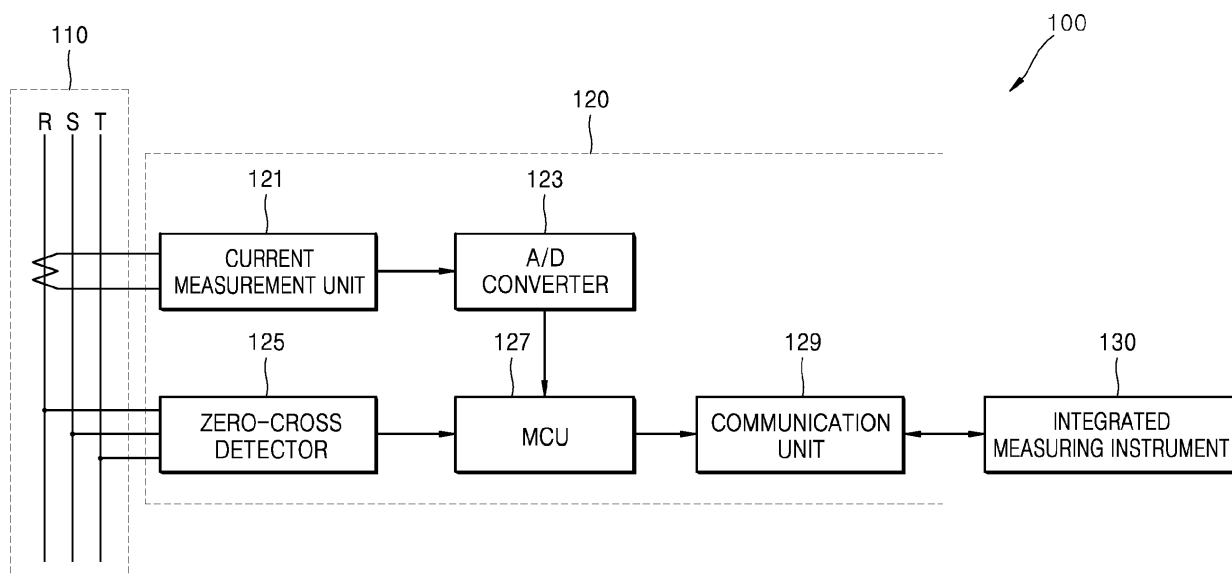 110
100
R S T
120
121
123
CURRENT
MEASUREMENT UNIT
A/D
CONVERTER
125
127
129
130
ZERO-CROSS
DETECTOR
MCU
COMMUNICATION
UNIT
INTEGRATED
MEASURING INSTRUMENT